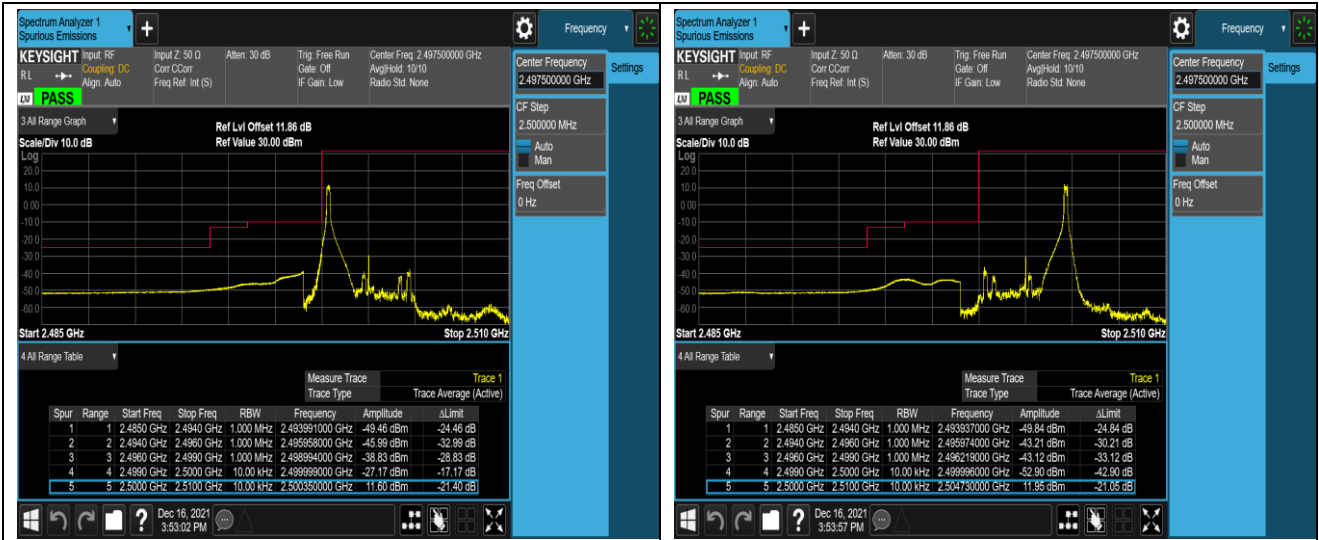 Spectrum Analyzer 1
Spurious Emissions
+
Frequency
KEYSIGHT Input: RF Input Z: 50 Ω Atten: 30 dB Trig: Free Run Center Freq: 2.497500000 GHz
RL Coupling: DC Corr CCorr Gate: Off Avg|Hold: 10/10
Align: Auto Freq Ref: Int (S) IF Gain: Low Radio Std: None
LXI PASS
Center Frequency
2.497500000 GHz
Settings
CF Step
2.500000 MHz
Auto
Man
Freq Offset
0 Hz
3 All Range Graph
Ref Lvl Offset 11.86 dB
Scale/Div 10.0 dB Ref Value 30.00 dBm
Log
20.0
10.0
0.00
-10.0
-20.0
-30.0
-40.0
-50.0
-60.0
Start 2.485 GHz Stop 2.510 GHz
4 All Range Table
Measure Trace Trace 1
Trace Type Trace Average (Active)
Spur Range Start Freq Stop Freq RBW Frequency Amplitude ΔLimit
1 1 2.4850 GHz 2.4940 GHz 1.000 MHz 2.493991000 GHz -49.46 dBm -24.46 dB
2 2 2.4940 GHz 2.4960 GHz 1.000 MHz 2.495958000 GHz -45.99 dBm -32.99 dB
3 3 2.4960 GHz 2.4990 GHz 1.000 MHz 2.498994000 GHz -38.83 dBm -28.83 dB
4 4 2.4990 GHz 2.5000 GHz 10.00 kHz 2.499999000 GHz -27.17 dBm -17.17 dB
5 5 2.5000 GHz 2.5100 GHz 10.00 kHz 2.500350000 GHz 11.60 dBm -21.40 dB
? Dec 16, 2021
3:53:02 PM
Spectrum Analyzer 1
Spurious Emissions
+
Frequency
KEYSIGHT Input: RF Input Z: 50 Ω Atten: 30 dB Trig: Free Run Center Freq: 2.497500000 GHz
RL Coupling: DC Corr CCorr Gate: Off Avg|Hold: 10/10
Align: Auto Freq Ref: Int (S) IF Gain: Low Radio Std: None
LXI PASS
Center Frequency
2.497500000 GHz
Settings
CF Step
2.500000 MHz
Auto
Man
Freq Offset
0 Hz
3 All Range Graph
Ref Lvl Offset 11.86 dB
Scale/Div 10.0 dB Ref Value 30.00 dBm
Log
20.0
10.0
0.00
-10.0
-20.0
-30.0
-40.0
-50.0
-60.0
Start 2.485 GHz Stop 2.510 GHz
4 All Range Table
Measure Trace Trace 1
Trace Type Trace Average (Active)
Spur Range Start Freq Stop Freq RBW Frequency Amplitude ΔLimit
1 1 2.4850 GHz 2.4940 GHz 1.000 MHz 2.493937000 GHz -49.84 dBm -24.84 dB
2 2 2.4940 GHz 2.4960 GHz 1.000 MHz 2.495974000 GHz -43.21 dBm -30.21 dB
3 3 2.4960 GHz 2.4990 GHz 1.000 MHz 2.496219000 GHz -43.12 dBm -33.12 dB
4 4 2.4990 GHz 2.5000 GHz 10.00 kHz 2.499996000 GHz -52.90 dBm -42.90 dB
5 5 2.5000 GHz 2.5100 GHz 10.00 kHz 2.504730000 GHz 11.95 dBm -21.05 dB
? Dec 16, 2021
3:53:57 PM